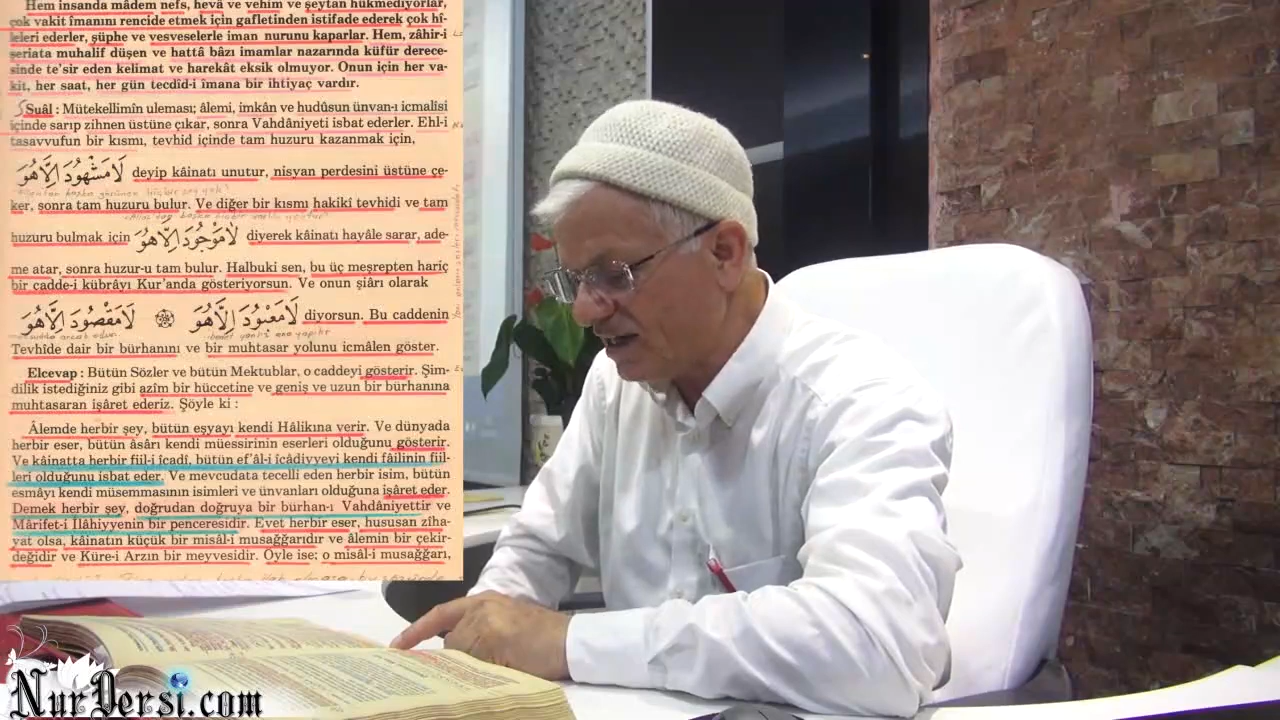 Hem insanda mâdem nefs, hevâ ve vehim ve şeytan hükmediyorlar,
çok vakit îmanını rencide etmek için gafletinden istifade ederek çok hî-
leleri ederler, şüphe ve vesveselerle iman nurunu kaparlar. Hem, zâhir-i
şeriata muhalif düşen ve hattâ bâzı imamlar nazarında küfür derece-
sinde te'sir eden kelimat ve harekât eksik olmuyor. Onun için her va-
kit, her saat, her gün tecdîd-i îmana bir ihtiyaç vardır.
Suâl : Mütekellimîn uleması; âlemi, imkân ve hudûsun ünvan-ı icmalîsi
içinde sarıp zihnen üstüne çıkar, sonra Vahdâniyeti isbat ederler. Ehl-i
tasavvufun bir kısmı, tevhid içinde tam huzuru kazanmak için,
لَا مَشْهُودَ اِلَّا هُوَ deyip kâinatı unutur, nisyan perdesini üstüne çe-
ker, sonra tam huzuru bulur. Ve diğer bir kısmı hakikî tevhidi ve tam
huzuru bulmak için لَا مَوْجُودَ اِلَّا هُوَ diyerek kâinatı hayâle sarar, ade-
me atar, sonra huzur-u tam bulur. Halbuki sen, bu üç meşrepten hariç
bir cadde-i kübrâyı Kur'anda gösteriyorsun. Ve onun şiârı olarak
لَا مَعْبُودَ اِلَّا هُوَ لَا مَقْصُودَ اِلَّا هُوَ diyorsun. Bu caddenin
Tevhîde dair bir bürhanını ve bir muhtasar yolunu icmâlen göster.
Elcevap : Bütün Sözler ve bütün Mektublar, o caddeyi gösterir. Şim-
dilik istediğiniz gibi azîm bir hüccetine ve geniş ve uzun bir bürhanına
muhtasaran işâret ederiz. Şöyle ki :
Âlemde herbir şey, bütün eşyayı kendi Hâlikına verir. Ve dünyada
herbir eser, bütün âsârı kendi müessirinin eserleri olduğunu gösterir.
Ve kâinatta herbir fiil-i îcadî, bütün ef'âl-i îcâdiyyeyi kendi fâilinin fiil-
leri olduğunu isbat eder. Ve mevcudata tecelli eden herbir isim, bütün
esmâyı kendi müsemmasının isimleri ve ünvanları olduğuna işâret eder.
Demek herbir şey, doğrudan doğruya bir bürhan-ı Vahdâniyettir ve
Mârifet-i İlâhiyyenin bir penceresidir. Evet herbir eser, hususan zîha-
yat olsa, kâinatın küçük bir misâl-i musağğarıdır ve âlemin bir çekir-
değidir ve Küre-i Arzın bir meyvesidir. Öyle ise; o misâl-i musağğarı,
NurDersi.com